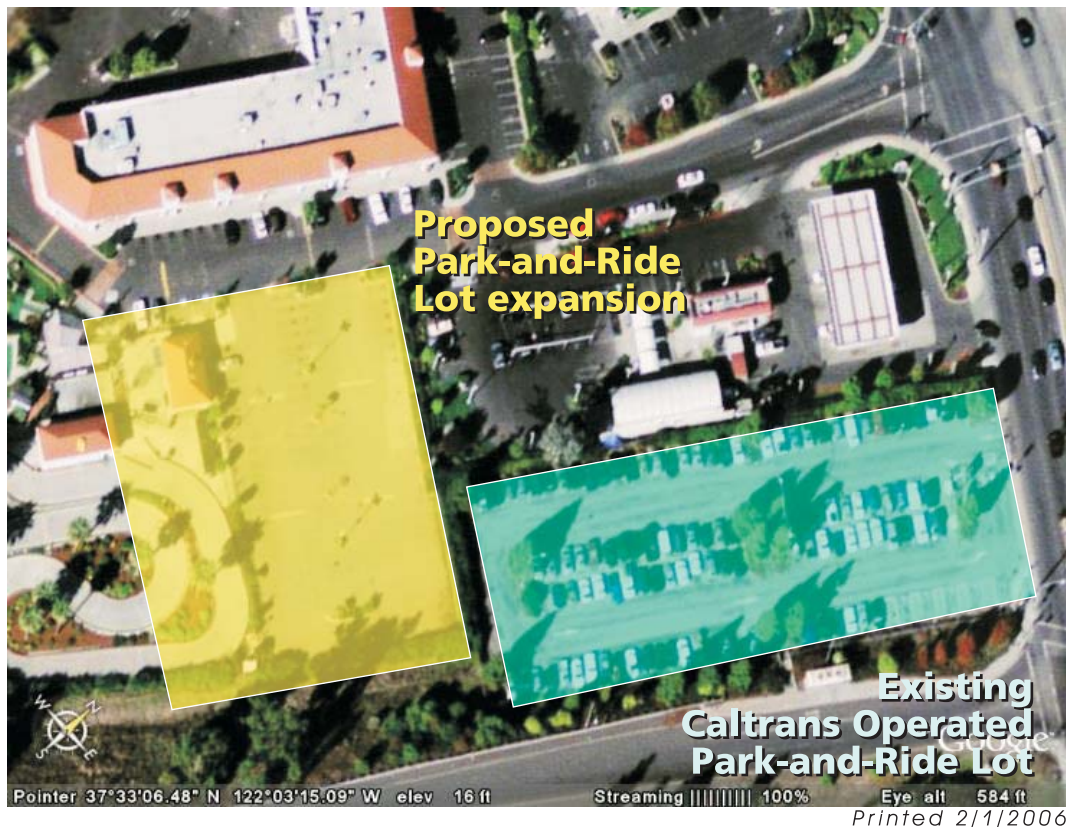 Proposed
Park-and-Ride
Lot expansion
Existing
Caltrans Operated
Park-and-Ride Lot
Google
W N
S E
Pointer 37°33'06.48" N 122°03'15.09" W elev 16 ft Streaming ||||||||| 100% Eye alt 584 ft
Printed 2/1/2006